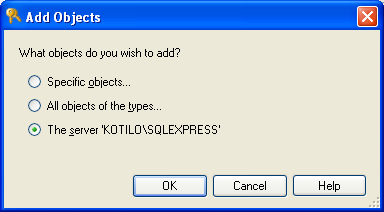 Add Objects
What objects do you wish to add?
Specific objects...
All objects of the types...
The server 'KOTILO\SQLEXPRESS'
OK Cancel Help